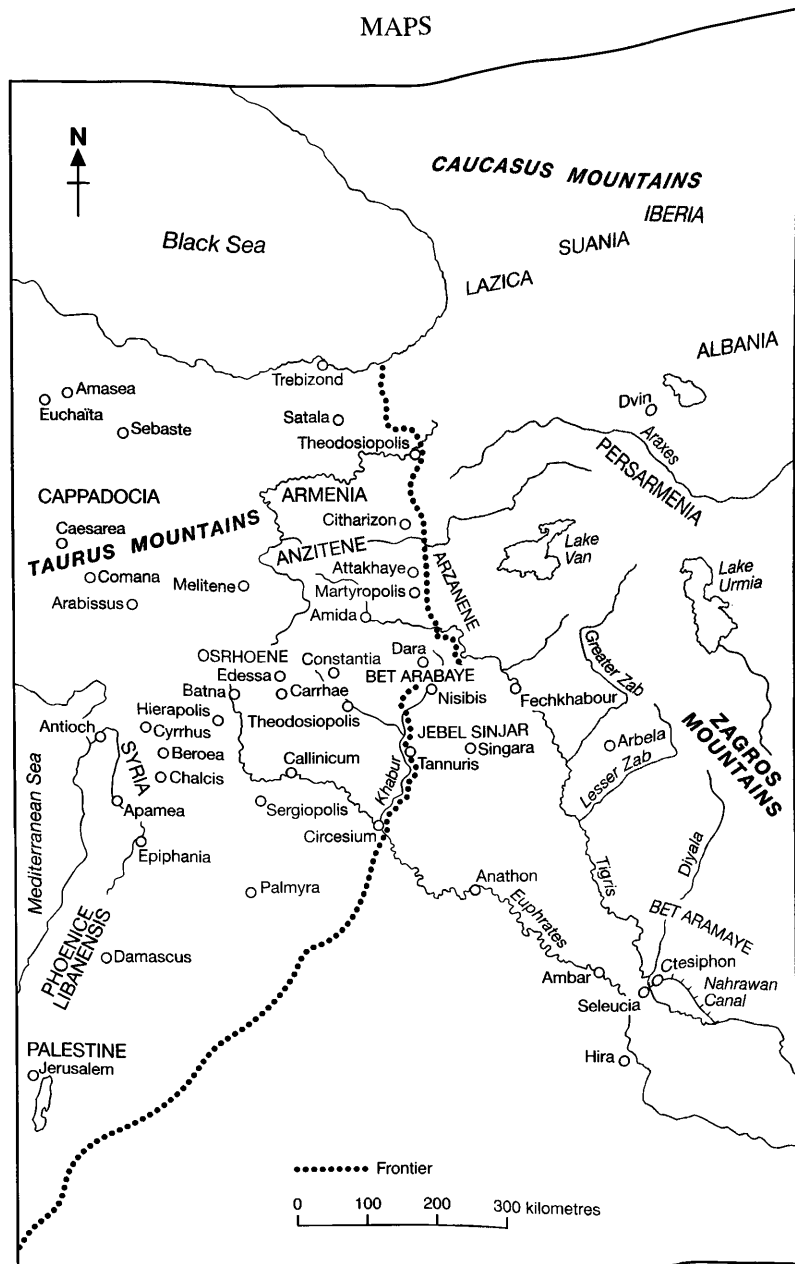 MAPS
N
CAUCASUS MOUNTAINS
IBERIA
SUANIA
Black Sea
LAZICA
ALBANIA
Trebizond
Amasea
Euchaïta
Dvin
Satala
Sebaste
Araxes
Theodosiopolis
PERSARMENIA
CAPPADOCIA
ARMENIA
Citharizon
Caesarea
TAURUS MOUNTAINS
ANZITENE
Lake
Van
Lake
Urmia
ARZANENE
Attakhaye
Comana
Melitene
Martyropolis
Arabissus
Amida
Greater Zab
Dara
OSRHOENE
Constantia
Edessa
BET ARABAYE
Batna
Carrhae
Nisibis
Fechkhabour
Hierapolis
Theodosiopolis
ZAGROS
MOUNTAINS
Antioch
Cyrrhus
JEBEL SINJAR
Singara
Arbela
SYRIA
Beroea
Tannuris
Lesser Zab
Callinicum
Khabur
Chalcis
Mediterranean Sea
Apamea
Sergiopolis
Circesium
Epiphania
Diyala
Tigris
Anathon
Palmyra
Euphrates
BET ARAMAYE
PHOENICE
LIBANENSIS
Damascus
Ambar
Ctesiphon
Seleucia
Nahrawan
Canal
PALESTINE
Jerusalem
Hira
Frontier
0 100 200 300 kilometres